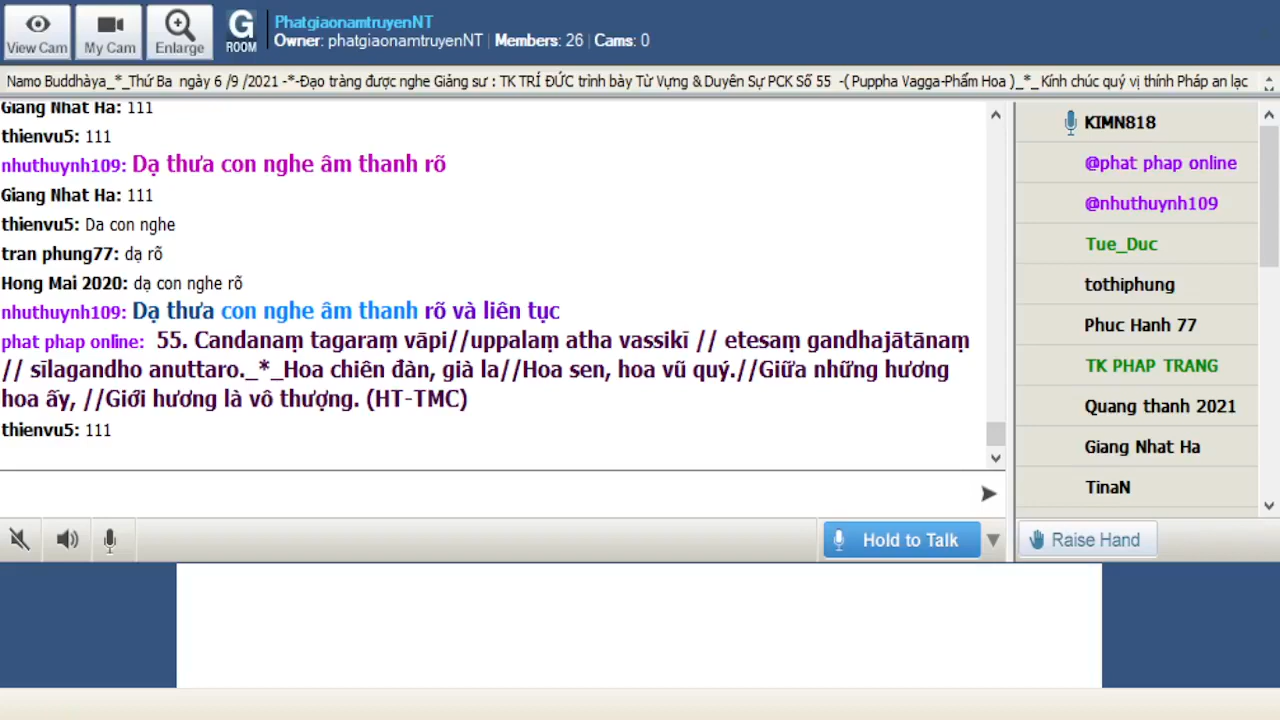 View Cam
My Cam
Enlarge
G
ROOM
PhatgiaonamtruyenNT
Owner: phatgiaonamtruyenNT | Members: 26 | Cams: 0
Namo Buddhàya_*_Thứ Ba  ngày 6 /9 /2021 -*-Đạo tràng được nghe Giảng sư : TK TRÍ ĐỨC trình bày Từ Vựng & Duyên Sự PCK Số 55  -( Puppha Vagga-Phẩm Hoa )_*_ Kính chúc quý vị thính Pháp an lạc
Giang Nhat Ha: 111
thienvu5: 111
nhuthuynh109: Dạ thưa con nghe âm thanh rõ
Giang Nhat Ha: 111
thienvu5: Da con nghe
tran phung77: dạ rõ
Hong Mai 2020: dạ con nghe rõ
nhuthuynh109: Dạ thưa con nghe âm thanh rõ và liên tục
phat phap online:  55. Candanaṃ tagaraṃ vāpi//uppalaṃ atha vassikī // etesaṃ gandhajātānaṃ
// sīlagandho anuttaro._*_Hoa chiên đàn, già la//Hoa sen, hoa vũ quý.//Giữa những hương
hoa ấy, //Giới hương là vô thượng. (HT-TMC)
thienvu5: 111
Hold to Talk
KIMN818
@phat phap online
@nhuthuynh109
Tue_Duc
tothiphung
Phuc Hanh 77
TK PHAP TRANG
Quang thanh 2021
Giang Nhat Ha
TinaN
Raise Hand